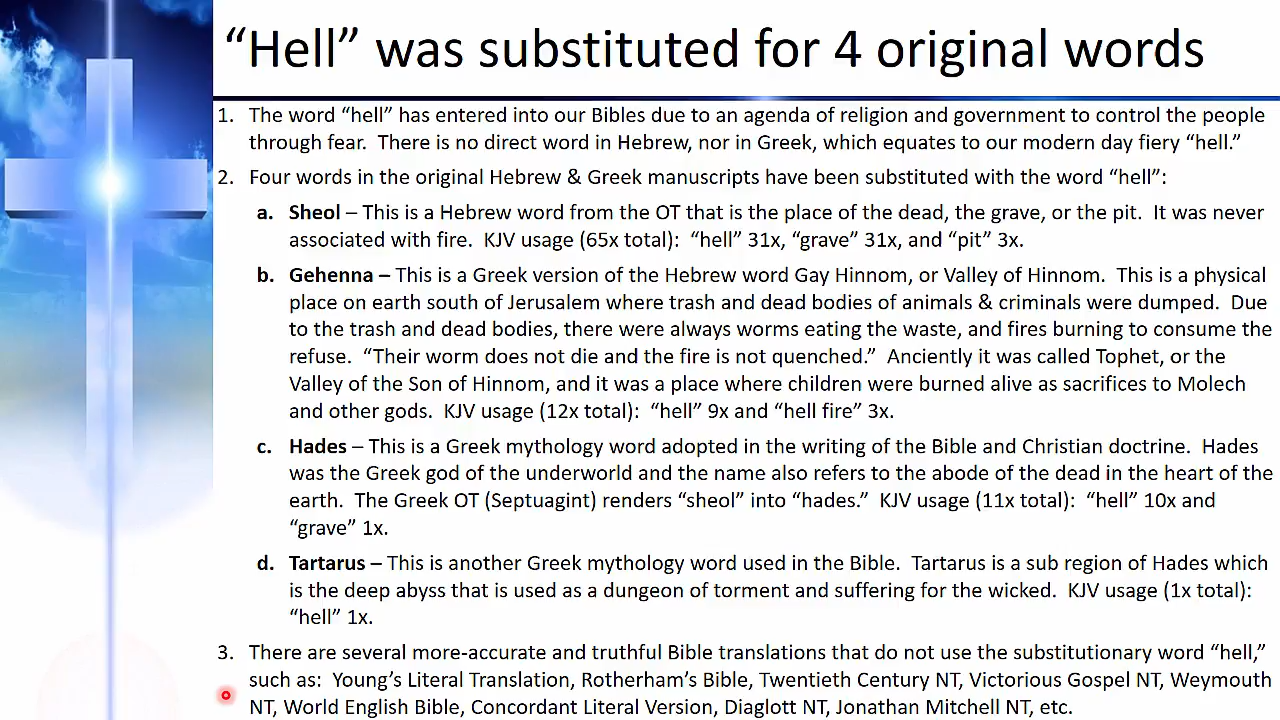 “Hell” was substituted for 4 original words
1. The word “hell” has entered into our Bibles due to an agenda of religion and government to control the people
through fear. There is no direct word in Hebrew, nor in Greek, which equates to our modern day fiery “hell.”
2. Four words in the original Hebrew & Greek manuscripts have been substituted with the word “hell”:
a. Sheol – This is a Hebrew word from the OT that is the place of the dead, the grave, or the pit. It was never
associated with fire. KJV usage (65x total): “hell” 31x, “grave” 31x, and “pit” 3x.
b. Gehenna – This is a Greek version of the Hebrew word Gay Hinnom, or Valley of Hinnom. This is a physical
place on earth south of Jerusalem where trash and dead bodies of animals & criminals were dumped. Due
to the trash and dead bodies, there were always worms eating the waste, and fires burning to consume the
refuse. “Their worm does not die and the fire is not quenched.” Anciently it was called Tophet, or the
Valley of the Son of Hinnom, and it was a place where children were burned alive as sacrifices to Molech
and other gods. KJV usage (12x total): “hell” 9x and “hell fire” 3x.
c. Hades – This is a Greek mythology word adopted in the writing of the Bible and Christian doctrine. Hades
was the Greek god of the underworld and the name also refers to the abode of the dead in the heart of the
earth. The Greek OT (Septuagint) renders “sheol” into “hades.” KJV usage (11x total): “hell” 10x and
“grave” 1x.
d. Tartarus – This is another Greek mythology word used in the Bible. Tartarus is a sub region of Hades which
is the deep abyss that is used as a dungeon of torment and suffering for the wicked. KJV usage (1x total):
“hell” 1x.
3. There are several more-accurate and truthful Bible translations that do not use the substitutionary word “hell,”
such as: Young’s Literal Translation, Rotherham’s Bible, Twentieth Century NT, Victorious Gospel NT, Weymouth
NT, World English Bible, Concordant Literal Version, Diaglott NT, Jonathan Mitchell NT, etc.